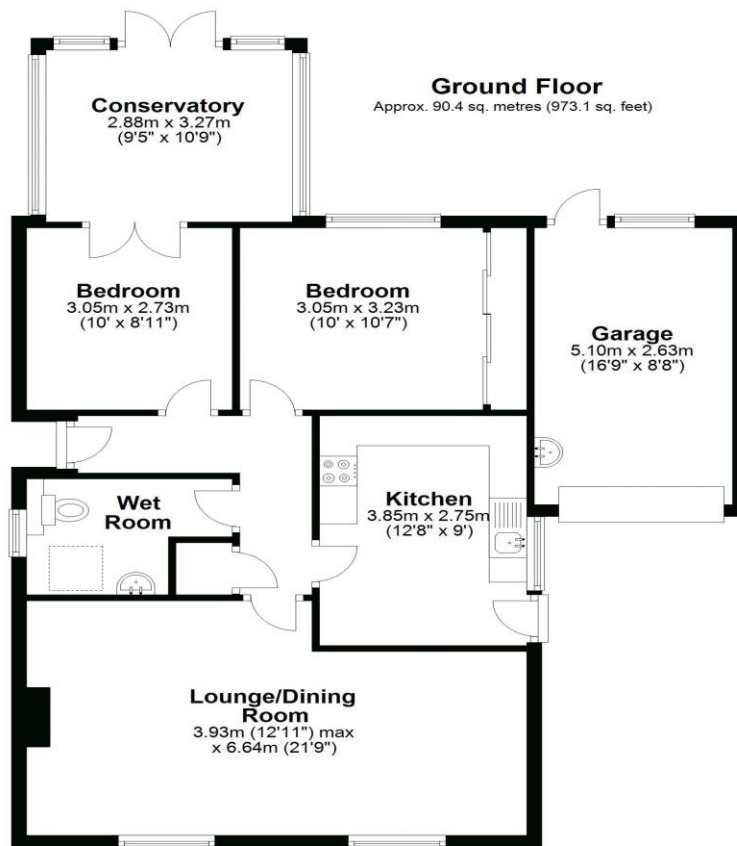 Ground Floor
Approx. 90.4 sq. metres (973.1 sq. feet)
Conservatory
2.88m x 3.27m
(9'5" x 10'9")
Bedroom
3.05m x 2.73m
(10' x 8'11")
Bedroom
3.05m x 3.23m
(10' x 10'7")
Garage
5.10m x 2.63m
(16'9" x 8'8")
Wet
Room
Kitchen
3.85m x 2.75m
(12'8" x 9')
Lounge/Dining
Room
3.93m (12'11") max
x 6.64m (21'9")